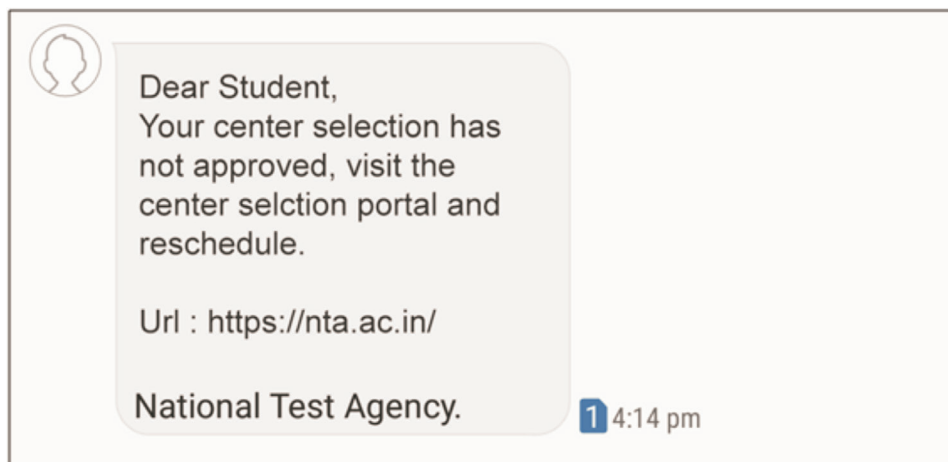 Dear Student,
Your center selection has
not approved, visit the
center selction portal and
reschedule.
Url : https://nta.ac.in/
National Test Agency.
1 4:14 pm